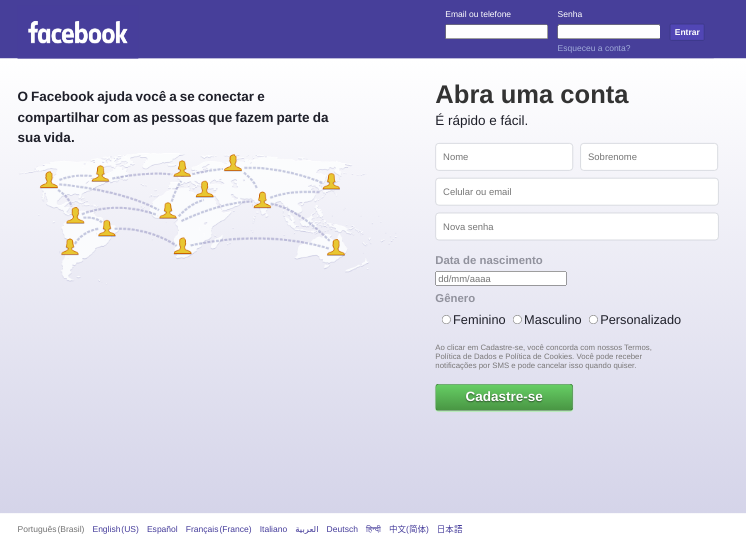 facebook
Email ou telefone
Senha
Entrar
Esqueceu a conta?
O Facebook ajuda você a se conectar e
compartilhar com as pessoas que fazem parte da
sua vida.
Abra uma conta
É rápido e fácil.
Nome
Sobrenome
Celular ou email
Nova senha
Data de nascimento
dd/mm/aaaa
Gênero
Feminino Masculino Personalizado
Ao clicar em Cadastre-se, você concorda com nossos Termos,
Política de Dados e Política de Cookies. Você pode receber
notificações por SMS e pode cancelar isso quando quiser.
Cadastre-se
Português (Brasil) English (US) Español Français (France) Italiano العربية Deutsch हिन्दी 中文(简体) 日本語